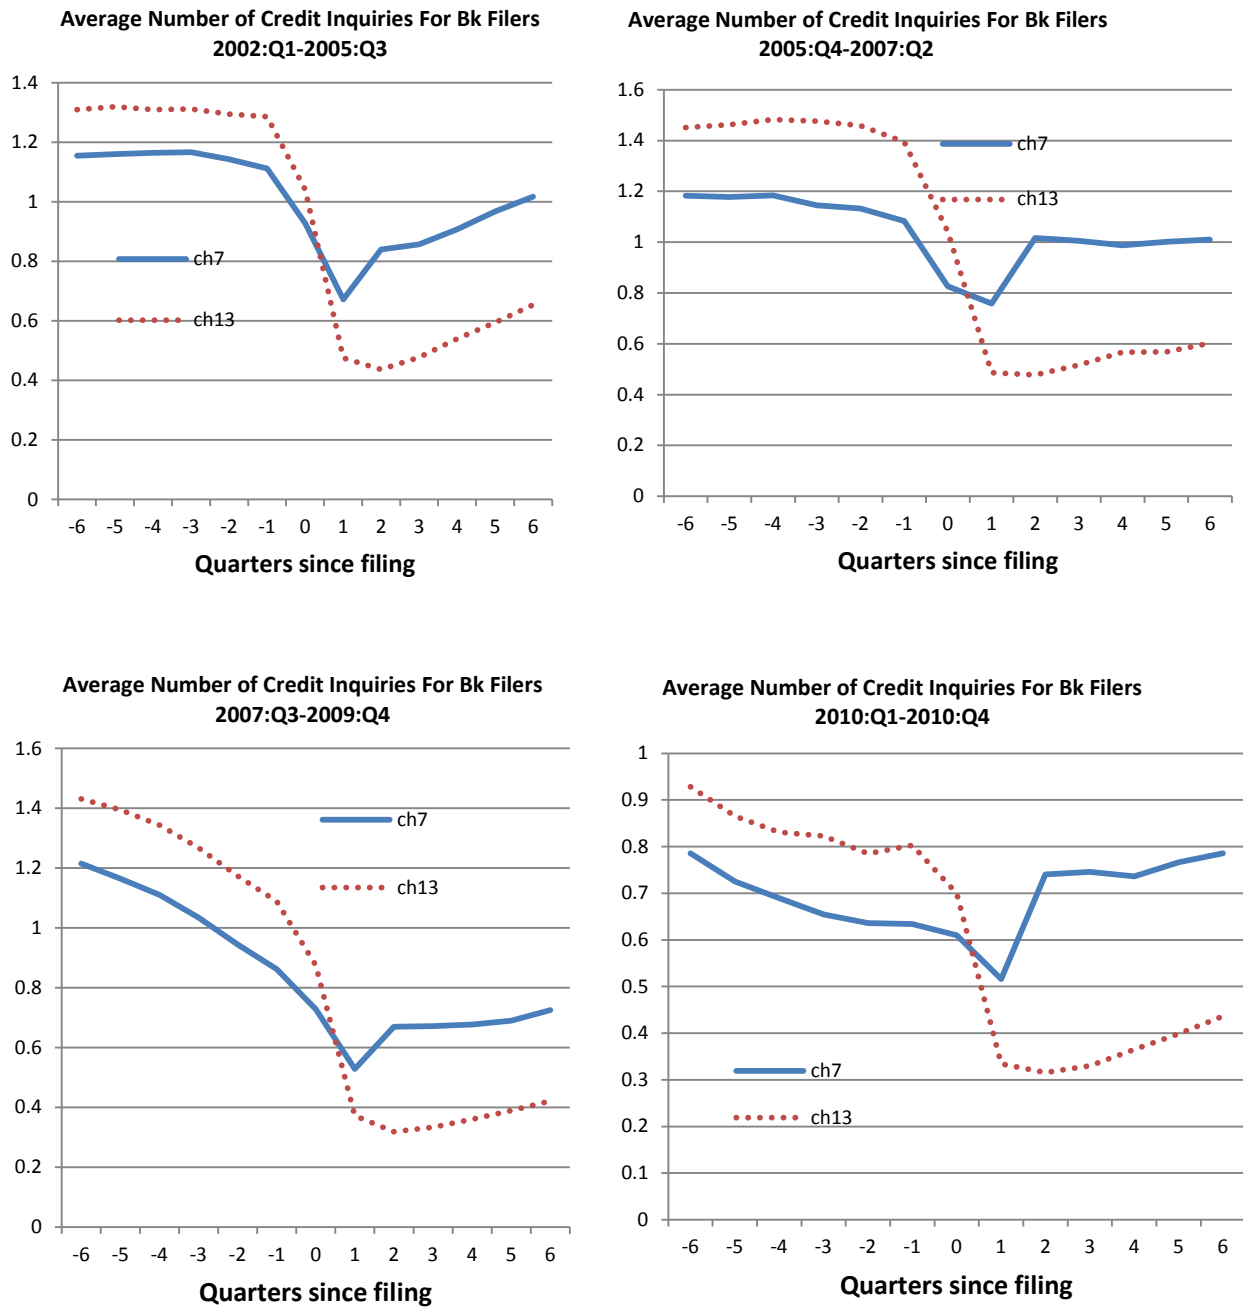 Average Number of Credit Inquiries For Bk Filers
2002:Q1-2005:Q3
1.4
1.2
1
0.8
0.6
0.4
0.2
0
ch7
ch13
-6 -5 -4 -3 -2 -1 0 1 2 3 4 5 6
Quarters since filing
Average Number of Credit Inquiries For Bk Filers
2005:Q4-2007:Q2
1.6
1.4
1.2
1
0.8
0.6
0.4
0.2
0
ch7
ch13
-6 -5 -4 -3 -2 -1 0 1 2 3 4 5 6
Quarters since filing
Average Number of Credit Inquiries For Bk Filers
2007:Q3-2009:Q4
1.6
1.4
1.2
1
0.8
0.6
0.4
0.2
0
ch7
ch13
-6 -5 -4 -3 -2 -1 0 1 2 3 4 5 6
Quarters since filing
Average Number of Credit Inquiries For Bk Filers
2010:Q1-2010:Q4
1
0.9
0.8
0.7
0.6
0.5
0.4
0.3
0.2
0.1
0
ch7
ch13
-6 -5 -4 -3 -2 -1 0 1 2 3 4 5 6
Quarters since filing